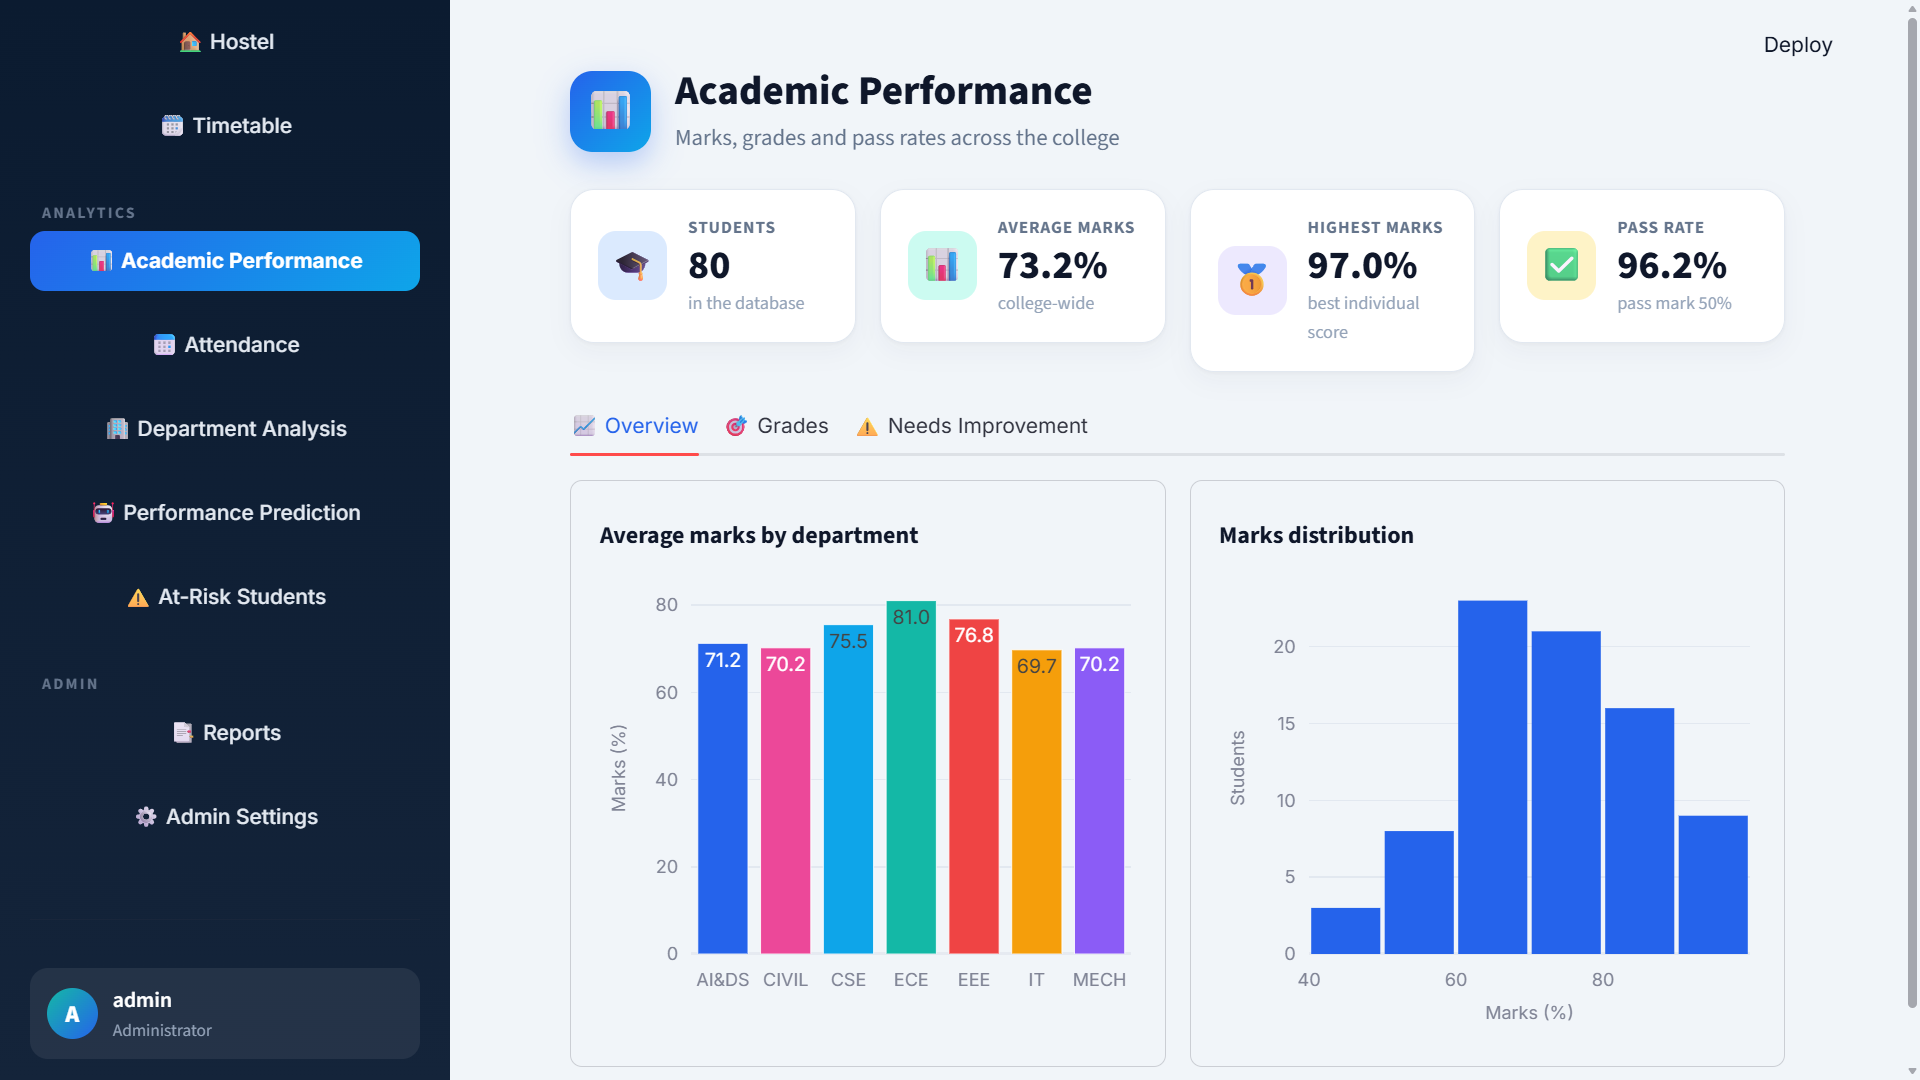 Hostel
Timetable
ANALYTICS
Academic Performance
Attendance
Department Analysis
Performance Prediction
At-Risk Students
ADMIN
Reports
Admin Settings
A
admin
Administrator
Deploy
Academic Performance
Marks, grades and pass rates across the college
STUDENTS
80
in the database
AVERAGE MARKS
73.2%
college-wide
HIGHEST MARKS
97.0%
best individual
score
PASS RATE
96.2%
pass mark 50%
Overview
Grades
Needs Improvement
Average marks by department
80
60
40
20
0
Marks (%)
71.2
70.2
75.5
81.0
76.8
69.7
70.2
AI&DS
CIVIL
CSE
ECE
EEE
IT
MECH
Marks distribution
20
15
10
5
0
Students
40
60
80
Marks (%)